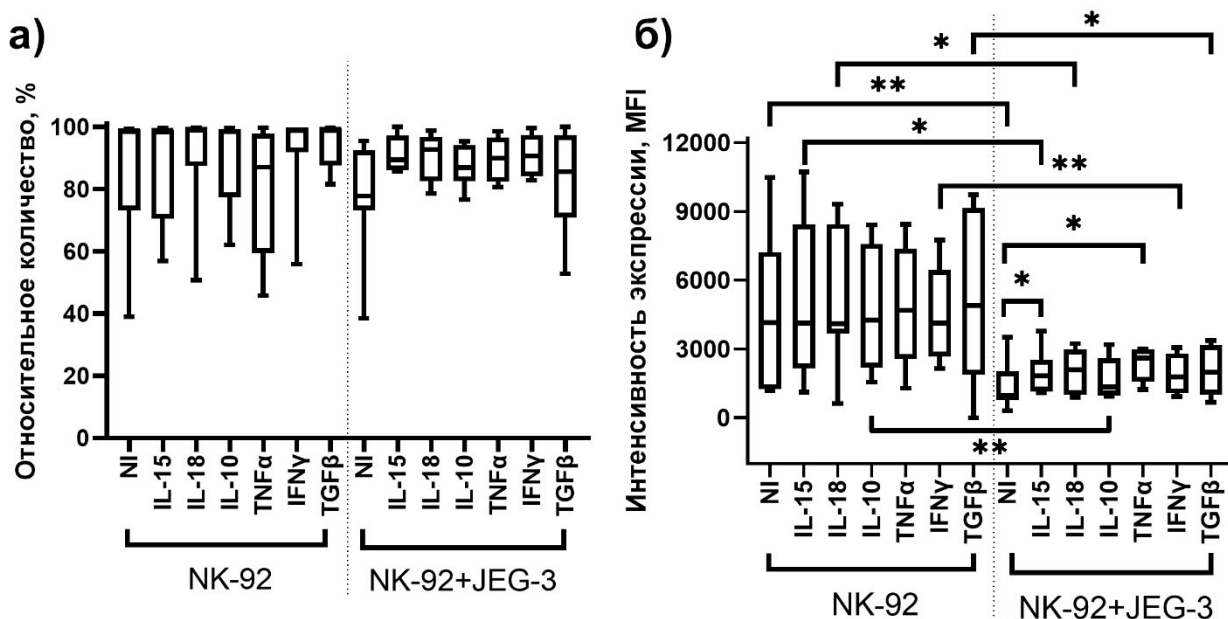 а)
Относительное количество, %
100
80
60
40
20
0
NI
IL-15
IL-18
IL-10
TNFα
IFNγ
TGFβ
NI
IL-15
IL-18
IL-10
TNFα
IFNγ
TGFβ
NK-92
NK-92+JEG-3
б)
Интенсивность экспрессии, MFI
12000
9000
6000
3000
0
*
*
**
*
**
*
*
**
NI
IL-15
IL-18
IL-10
TNFα
IFNγ
TGFβ
NI
IL-15
IL-18
IL-10
TNFα
IFNγ
TGFβ
NK-92
NK-92+JEG-3